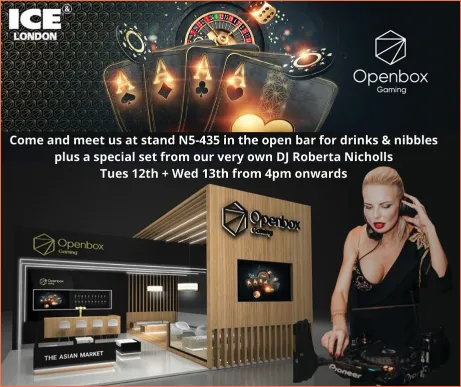 ICE
LONDON
Openbox
Gaming
Come and meet us at stand N5-435 in the open bar for drinks & nibbles
plus a special set from our very own DJ Roberta Nicholls
Tues 12th + Wed 13th from 4pm onwards
Openbox
Gaming
Openbox
Gaming
Openbox
THE ASIAN MARKET
Pioneer